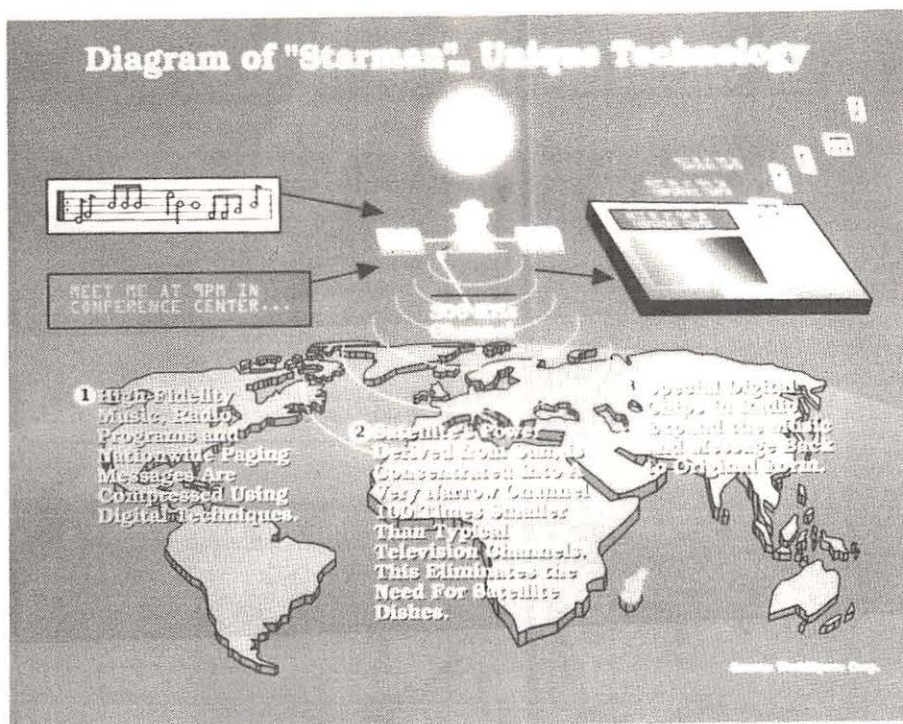 Diagram of "Starman", Unique Technology
MEET ME AT 9PM IN
CONFERENCE CENTER...
1 High Fidelity
Music, Radio
Programs and
Nationwide Paging
Messages Are
Compressed Using
Digital Techniques.
2 Satellite's Power
Derived from Sun, is
Concentrated Into A
Very Narrow Channel
100 Times Smaller
Than Typical
Television Channels.
This Eliminates the
Need For Satellite
Dishes.
3 Special Digital
Chips In Radio
Expand the Music
and Message Back
to Original Form.
Corp.